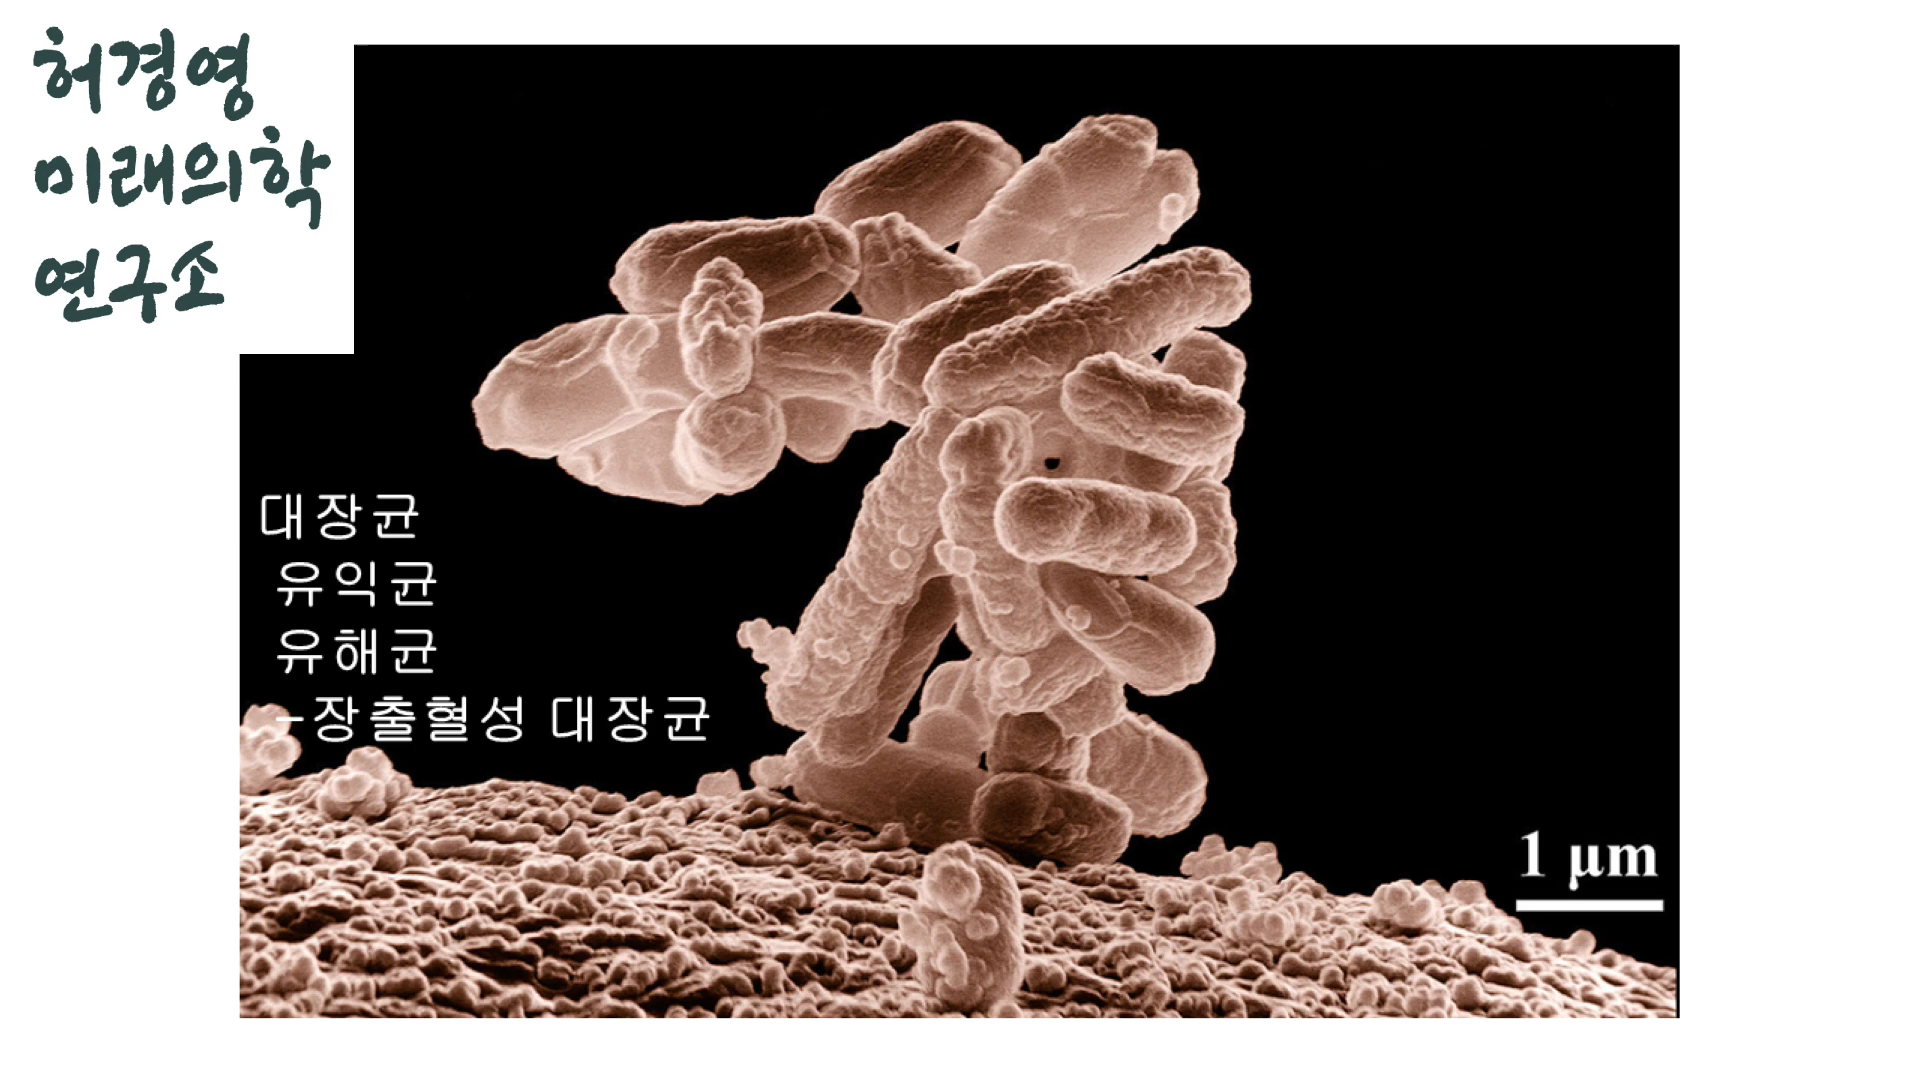 허경영
미래의학
연구소
대장균
유익균
유해균
-장출혈성 대장균
1 μm